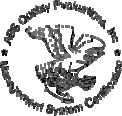 ABS Quality Evaluations, Inc.
Management System Certification